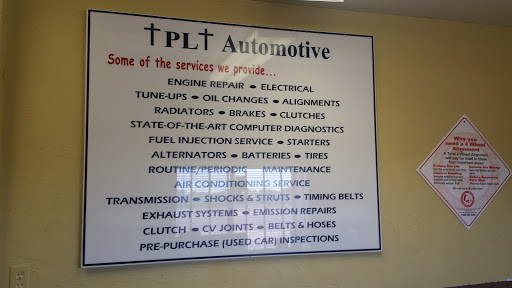 ✝PL✝ Automotive
Some of the services we provide...
ENGINE REPAIR • ELECTRICAL
TUNE-UPS • OIL CHANGES • ALIGNMENTS
RADIATORS • BRAKES • CLUTCHES
STATE-OF-THE-ART COMPUTER DIAGNOSTICS
FUEL INJECTION SERVICE • STARTERS
ALTERNATORS • BATTERIES • TIRES
ROUTINE/PERIODIC MAINTENANCE
AIR CONDITIONING SERVICE
TRANSMISSION • SHOCKS & STRUTS • TIMING BELTS
EXHAUST SYSTEMS • EMISSION REPAIRS
CLUTCH • CV JOINTS • BELTS & HOSES
PRE-PURCHASE (USED CAR) INSPECTIONS
Why you
need a 4 Wheel
Alignment